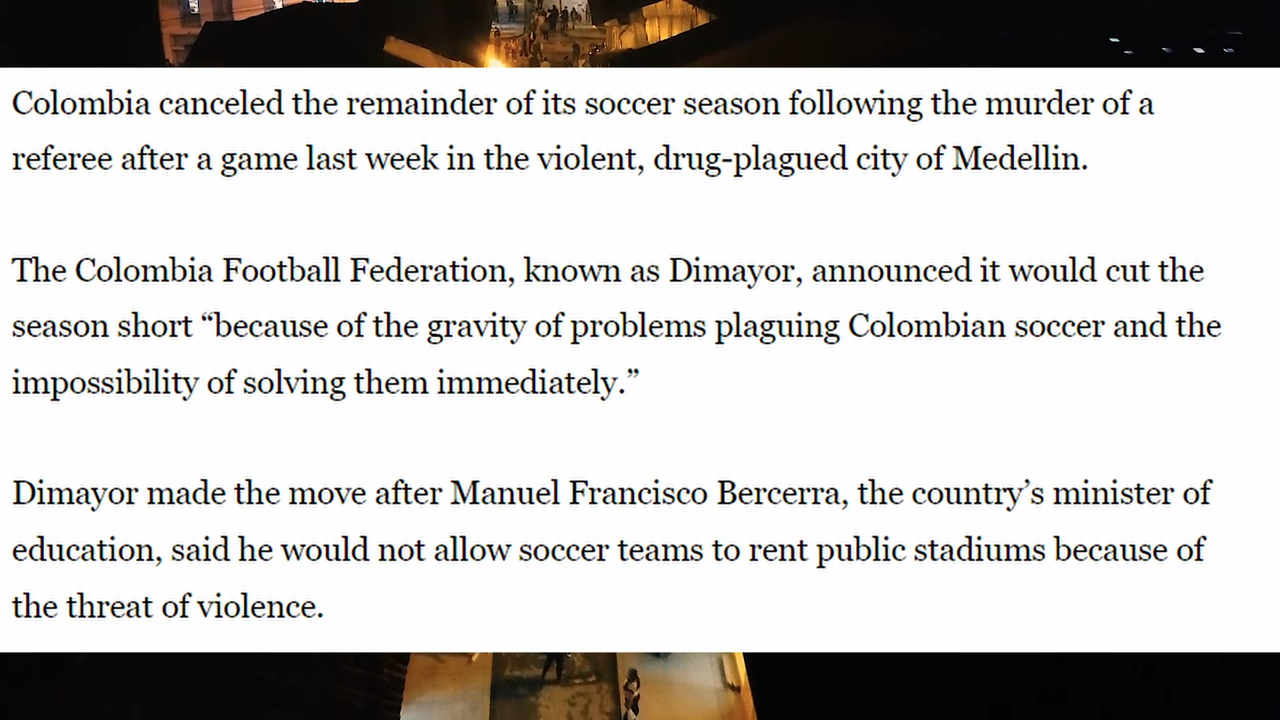 Colombia canceled the remainder of its soccer season following the murder of a
referee after a game last week in the violent, drug-plagued city of Medellin.
The Colombia Football Federation, known as Dimayor, announced it would cut the
season short “because of the gravity of problems plaguing Colombian soccer and the
impossibility of solving them immediately.”
Dimayor made the move after Manuel Francisco Bercerra, the country’s minister of
education, said he would not allow soccer teams to rent public stadiums because of
the threat of violence.